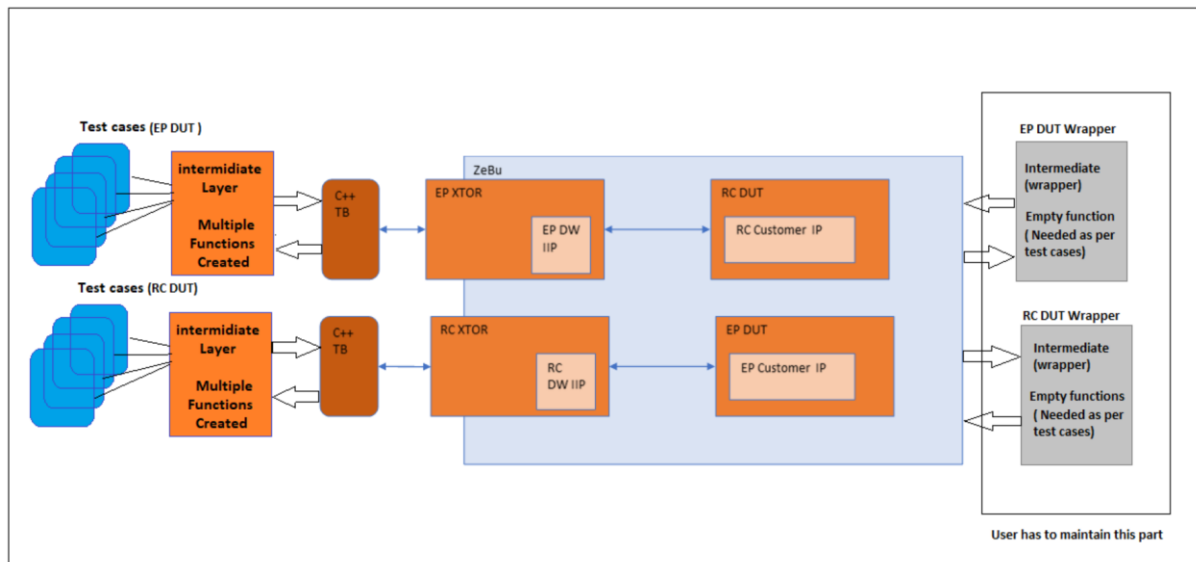 Test cases (EP DUT )
intermidiate
Layer
Multiple
Functions
Created
C++
TB
ZeBu
EP XTOR
EP DW
IIP
RC DUT
RC Customer IP
EP DUT Wrapper
Intermediate
(wrapper)
Empty function
( Needed as per
test cases)
Test cases (RC DUT)
intermidiate
Layer
Multiple
Functions
Created
C++
TB
RC XTOR
RC
DW IIP
EP DUT
EP Customer IP
RC DUT Wrapper
Intermediate
(wrapper)
Empty functions
( Needed as per
test cases)
User has to maintain this part